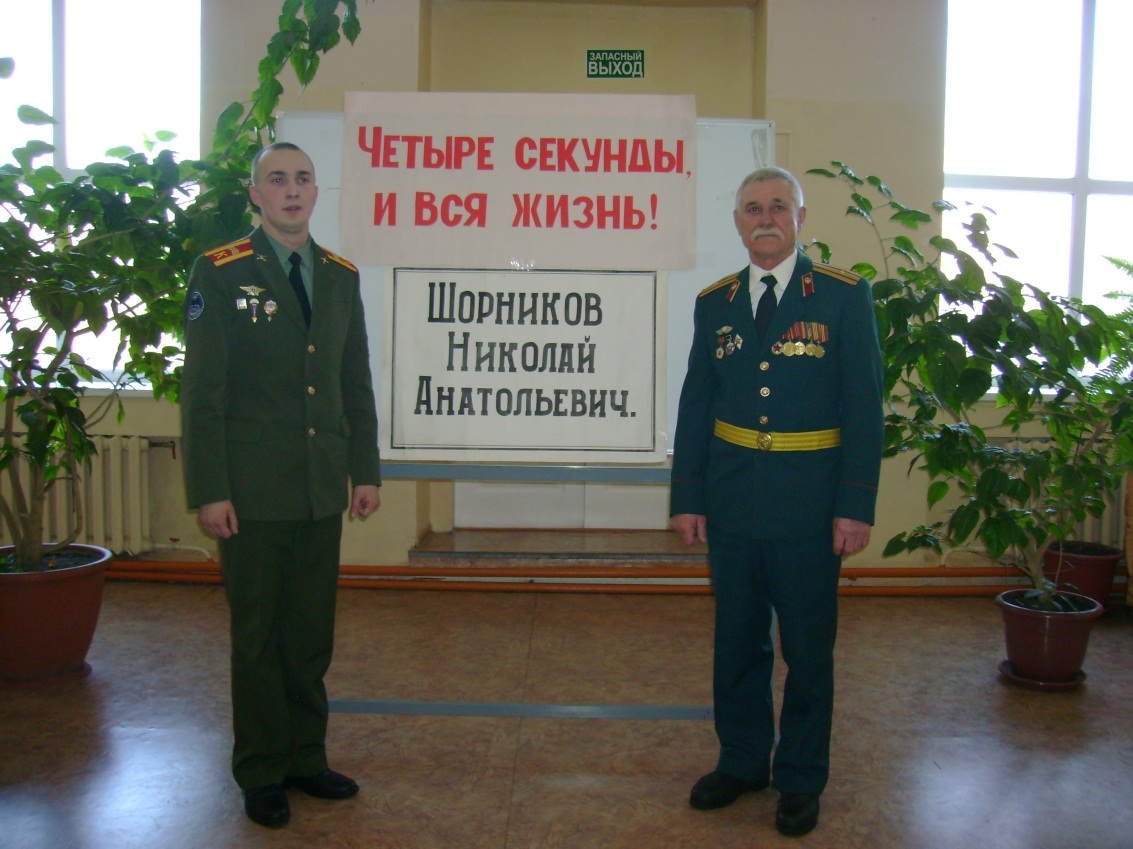 ЗАПАСНЫЙ
ВЫХОД
ЧЕТЫРЕ СЕКУНДЫ,
И ВСЯ ЖИЗНЬ!
ШОРНИКОВ
НИКОЛАЙ
АНАТОЛЬЕВИЧ.